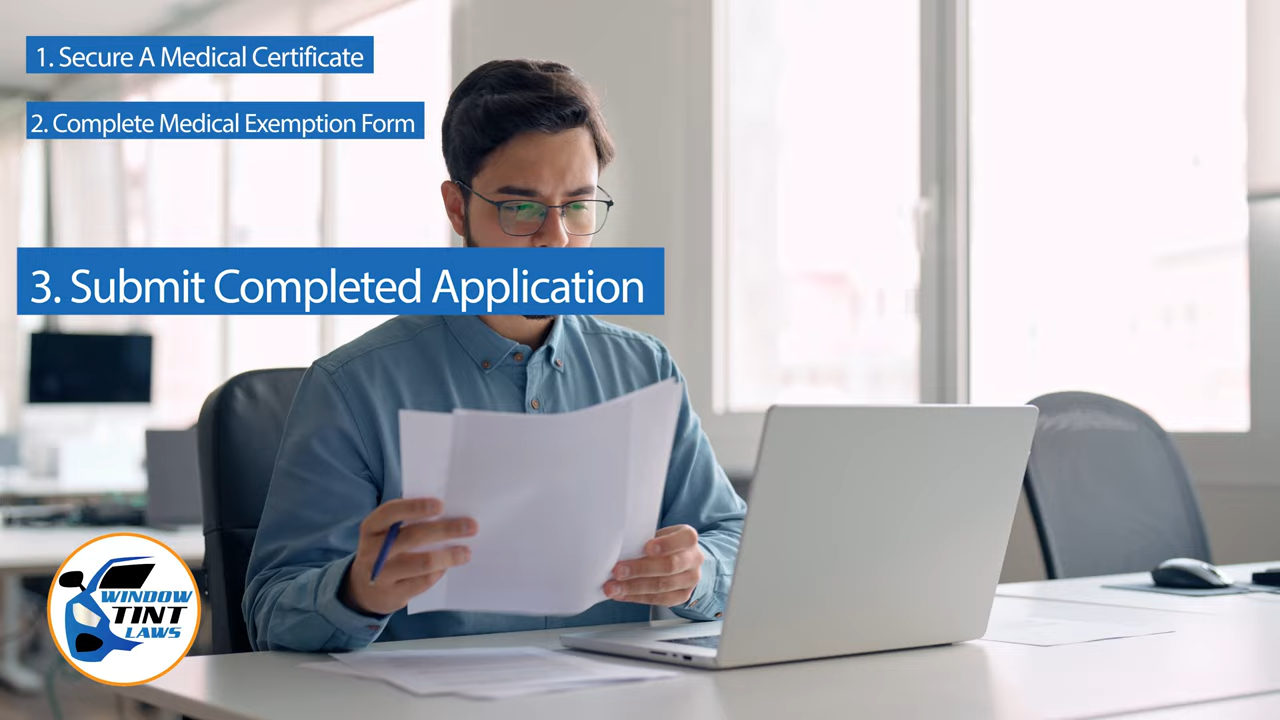 1. Secure A Medical Certificate
2. Complete Medical Exemption Form
3. Submit Completed Application
WINDOW
TINT
LAWS